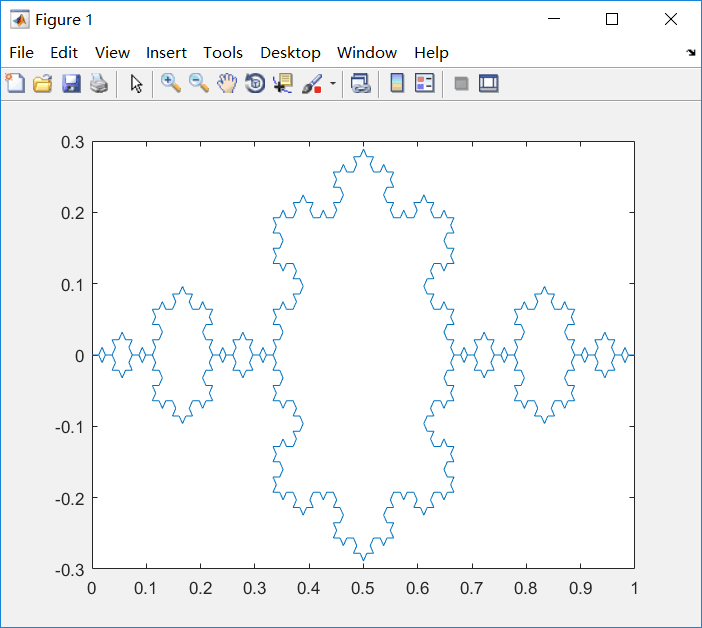 Figure 1
File Edit View Insert Tools Desktop Window Help
0.3
0.2
0.1
0
-0.1
-0.2
-0.3
0 0.1 0.2 0.3 0.4 0.5 0.6 0.7 0.8 0.9 1